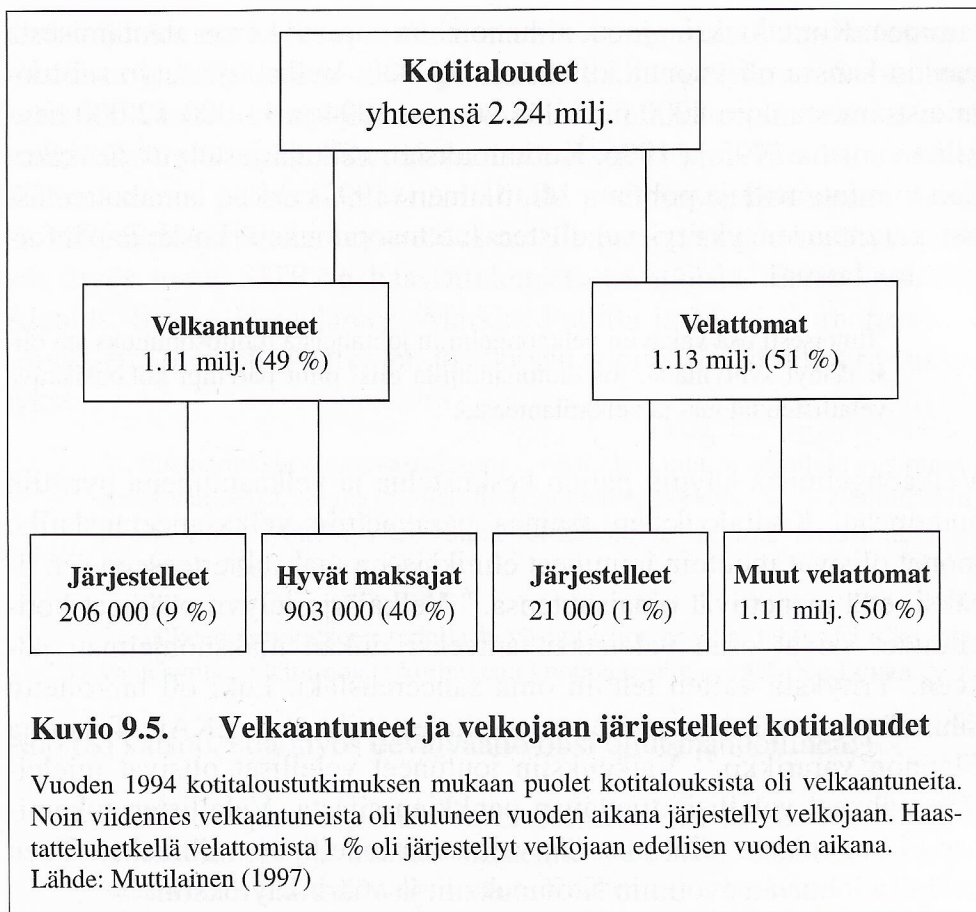 Kotitaloudet
yhteensä 2.24 milj.
Velkaantuneet
1.11 milj. (49 %)
Velattomat
1.13 milj. (51 %)
Järjestelleet
206 000 (9 %)
Hyvät maksajat
903 000 (40 %)
Järjestelleet
21 000 (1 %)
Muut velattomat
1.11 milj. (50 %)
Kuvio 9.5. Velkaantuneet ja velkojaan järjestelleet kotitaloudet
Vuoden 1994 kotitaloustutkimuksen mukaan puolet kotitalouksista oli velkaantuneita.
Noin viidennes velkaantuneista oli kuluneen vuoden aikana järjestellyt velkojaan. Haas-
tatteluhetkellä velattomista 1 % oli järjestellyt velkojaan edellisen vuoden aikana.
Lähde: Muttilainen (1997)